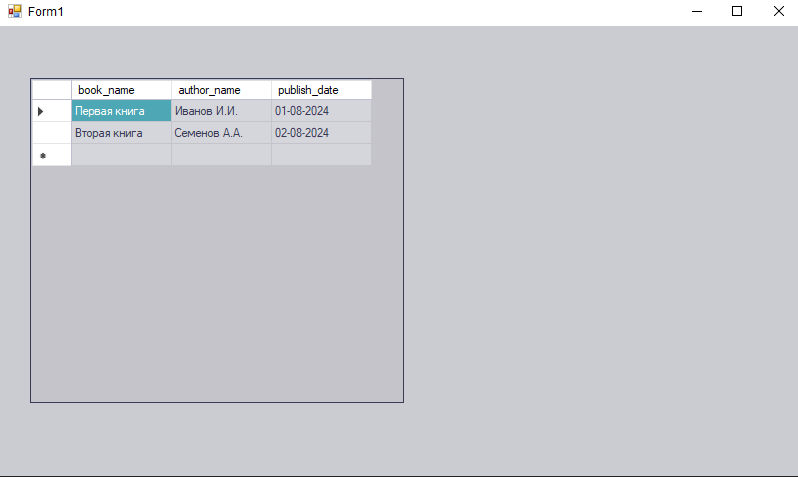 Form1
book_name author_name publish_date
Первая книга Иванов И.И. 01-08-2024
Вторая книга Семенов А.А. 02-08-2024